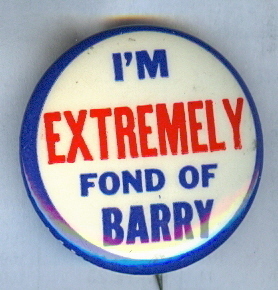 I'M
EXTREMELY
FOND OF
BARRY